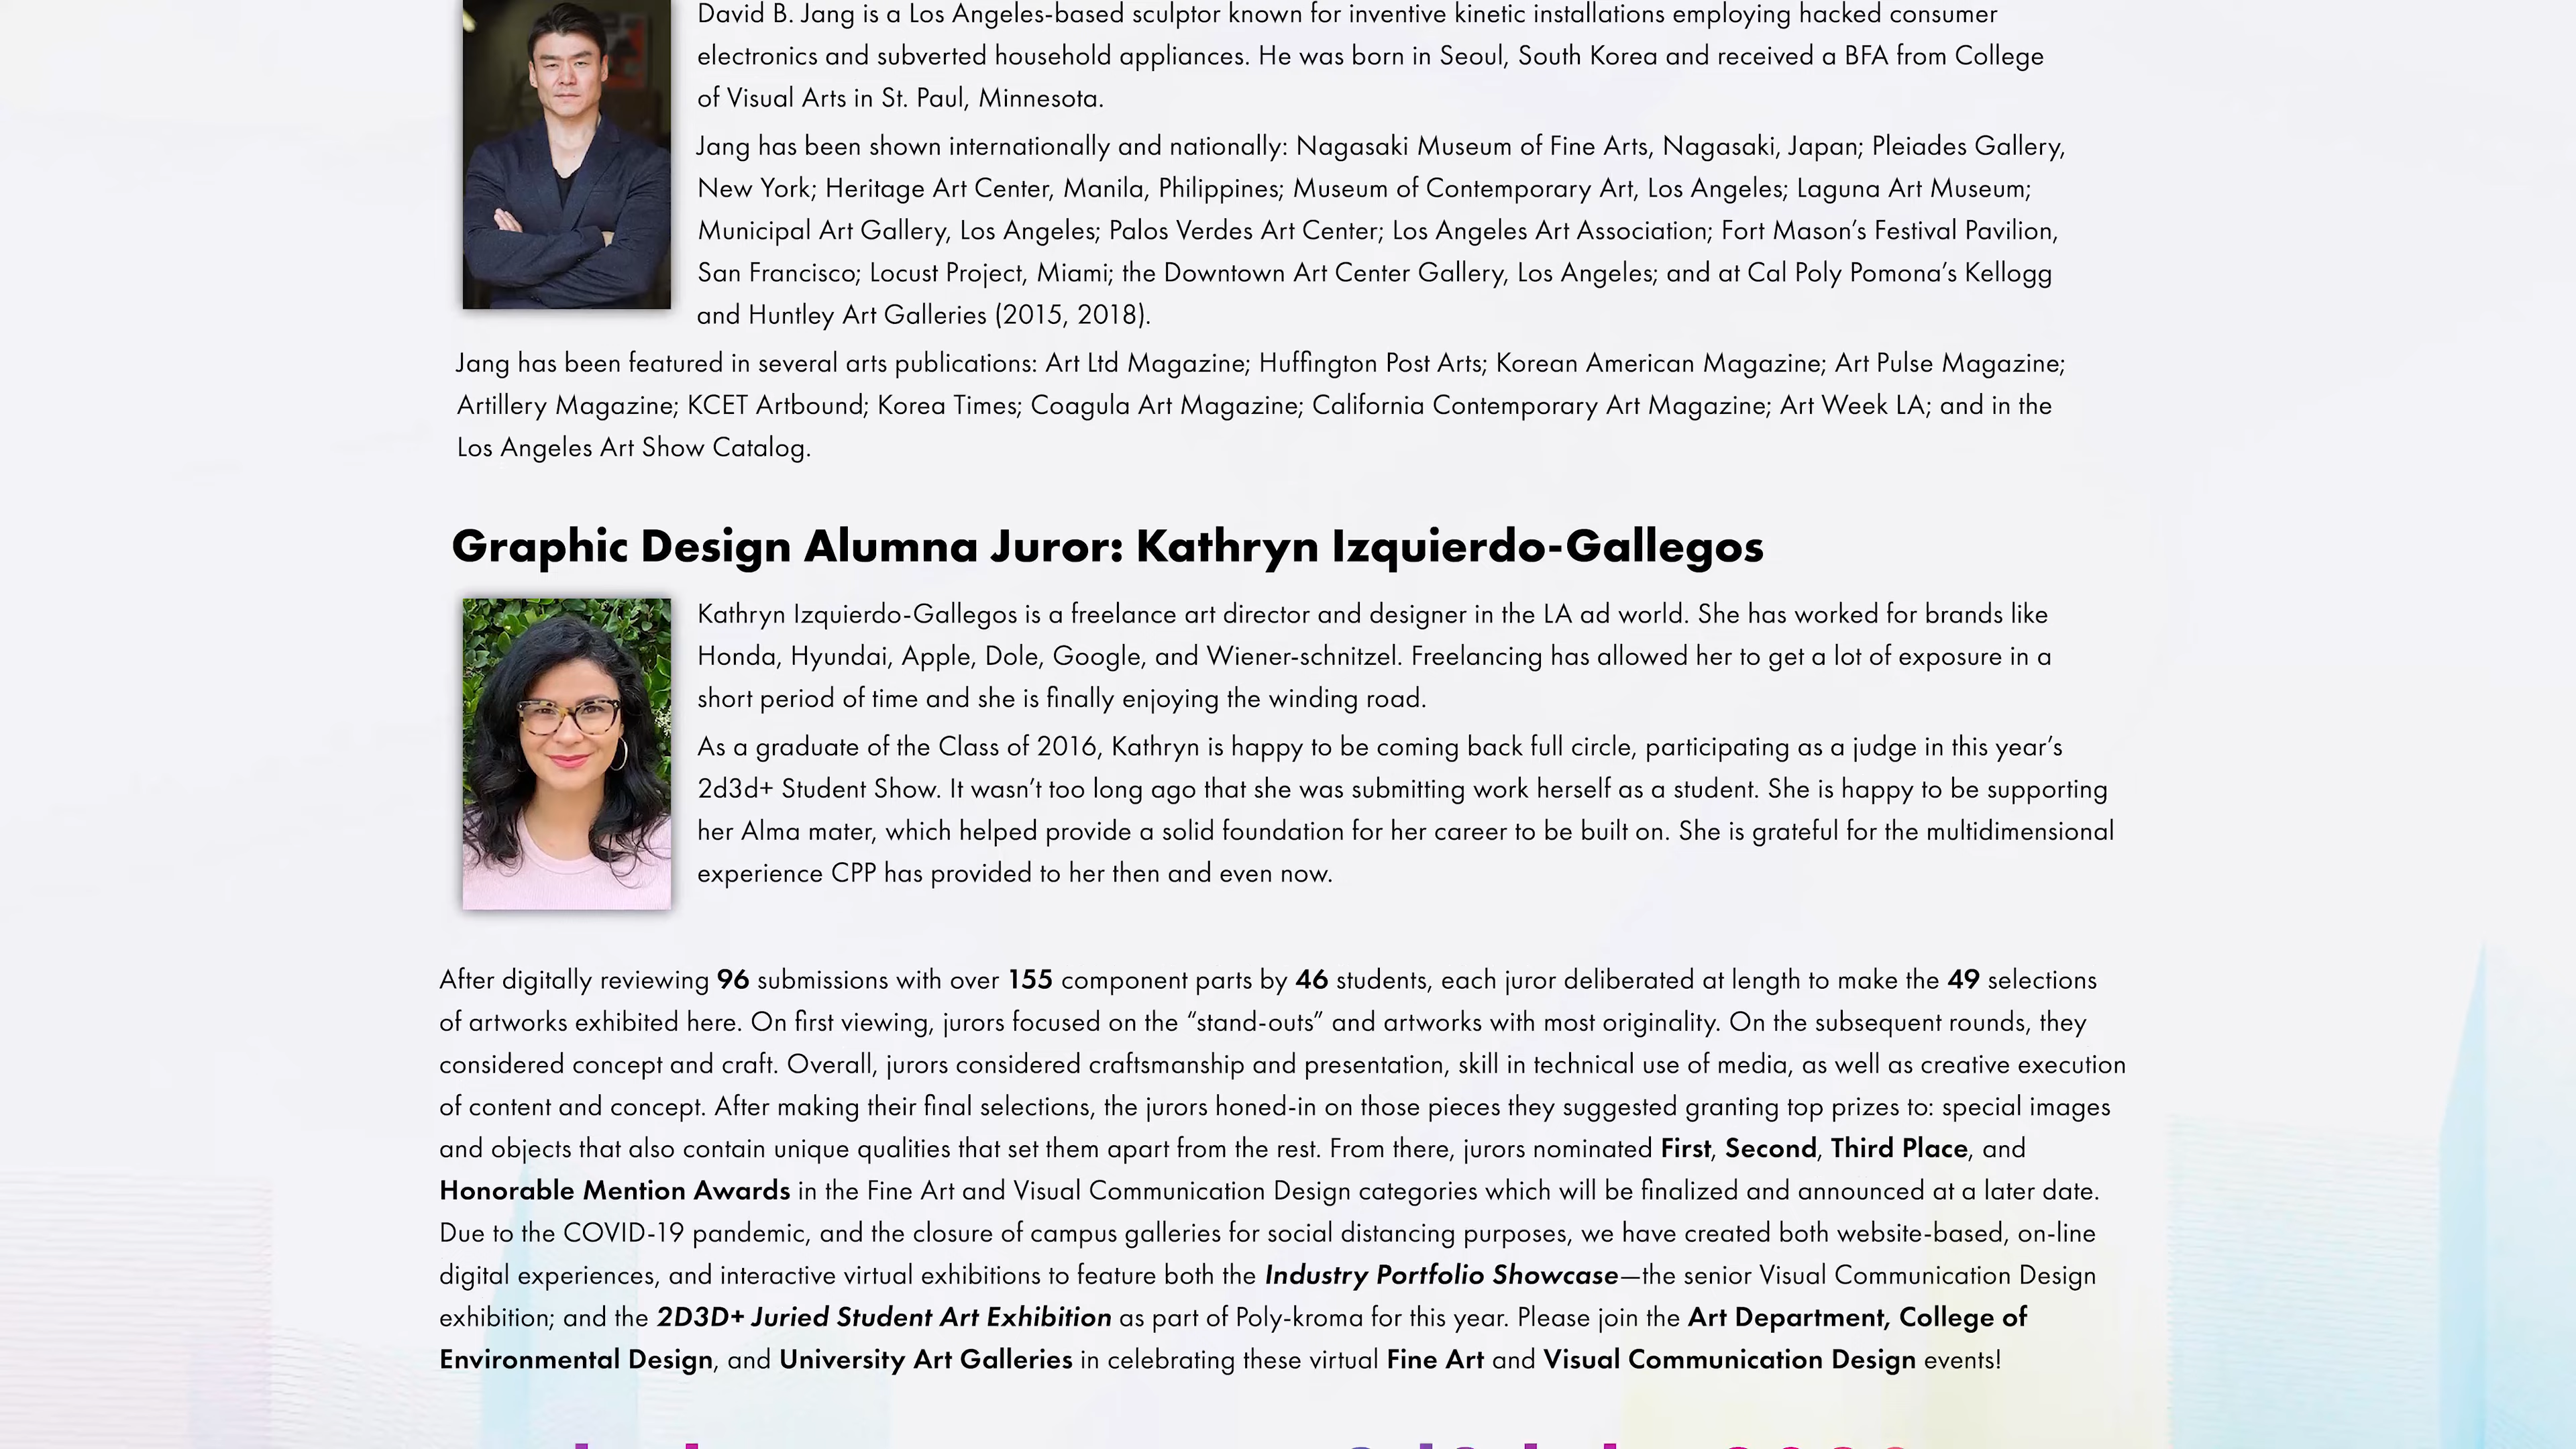 David B. Jang is a Los Angeles-based sculptor known for inventive kinetic installations employing hacked consumer
electronics and subverted household appliances. He was born in Seoul, South Korea and received a BFA from College
of Visual Arts in St. Paul, Minnesota.
Jang has been shown internationally and nationally: Nagasaki Museum of Fine Arts, Nagasaki, Japan; Pleiades Gallery,
New York; Heritage Art Center, Manila, Philippines; Museum of Contemporary Art, Los Angeles; Laguna Art Museum;
Municipal Art Gallery, Los Angeles; Palos Verdes Art Center; Los Angeles Art Association; Fort Mason’s Festival Pavilion,
San Francisco; Locust Project, Miami; the Downtown Art Center Gallery, Los Angeles; and at Cal Poly Pomona’s Kellogg
and Huntley Art Galleries (2015, 2018).
Jang has been featured in several arts publications: Art Ltd Magazine; Huffington Post Arts; Korean American Magazine; Art Pulse Magazine;
Artillery Magazine; KCET Artbound; Korea Times; Coagula Art Magazine; California Contemporary Art Magazine; Art Week LA; and in the
Los Angeles Art Show Catalog.
Graphic Design Alumna Juror: Kathryn Izquierdo-Gallegos
Kathryn Izquierdo-Gallegos is a freelance art director and designer in the LA ad world. She has worked for brands like
Honda, Hyundai, Apple, Dole, Google, and Wiener-schnitzel. Freelancing has allowed her to get a lot of exposure in a
short period of time and she is finally enjoying the winding road.
As a graduate of the Class of 2016, Kathryn is happy to be coming back full circle, participating as a judge in this year’s
2d3d+ Student Show. It wasn’t too long ago that she was submitting work herself as a student. She is happy to be supporting
her Alma mater, which helped provide a solid foundation for her career to be built on. She is grateful for the multidimensional
experience CPP has provided to her then and even now.
After digitally reviewing 96 submissions with over 155 component parts by 46 students, each juror deliberated at length to make the 49 selections
of artworks exhibited here. On first viewing, jurors focused on the “stand-outs” and artworks with most originality. On the subsequent rounds, they
considered concept and craft. Overall, jurors considered craftsmanship and presentation, skill in technical use of media, as well as creative execution
of content and concept. After making their final selections, the jurors honed-in on those pieces they suggested granting top prizes to: special images
and objects that also contain unique qualities that set them apart from the rest. From there, jurors nominated First, Second, Third Place, and
Honorable Mention Awards in the Fine Art and Visual Communication Design categories which will be finalized and announced at a later date.
Due to the COVID-19 pandemic, and the closure of campus galleries for social distancing purposes, we have created both website-based, on-line
digital experiences, and interactive virtual exhibitions to feature both the Industry Portfolio Showcase—the senior Visual Communication Design
exhibition; and the 2D3D+ Juried Student Art Exhibition as part of Poly-kroma for this year. Please join the Art Department, College of
Environmental Design, and University Art Galleries in celebrating these virtual Fine Art and Visual Communication Design events!